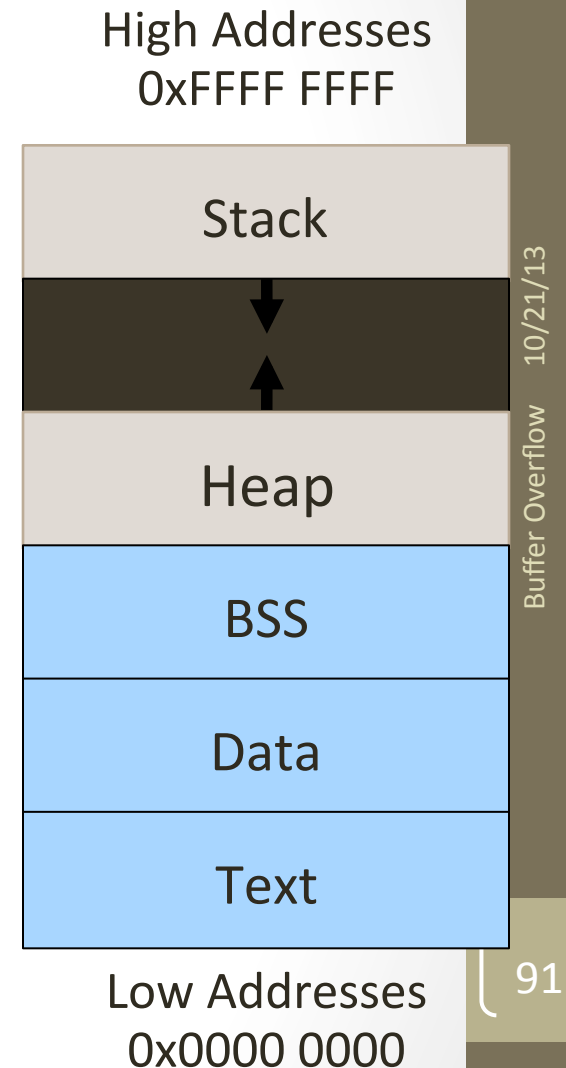 High Addresses
0xFFFF FFFF
Stack
Heap
BSS
Data
Text
Low Addresses
0x0000 0000
Buffer Overflow 10/21/13
91